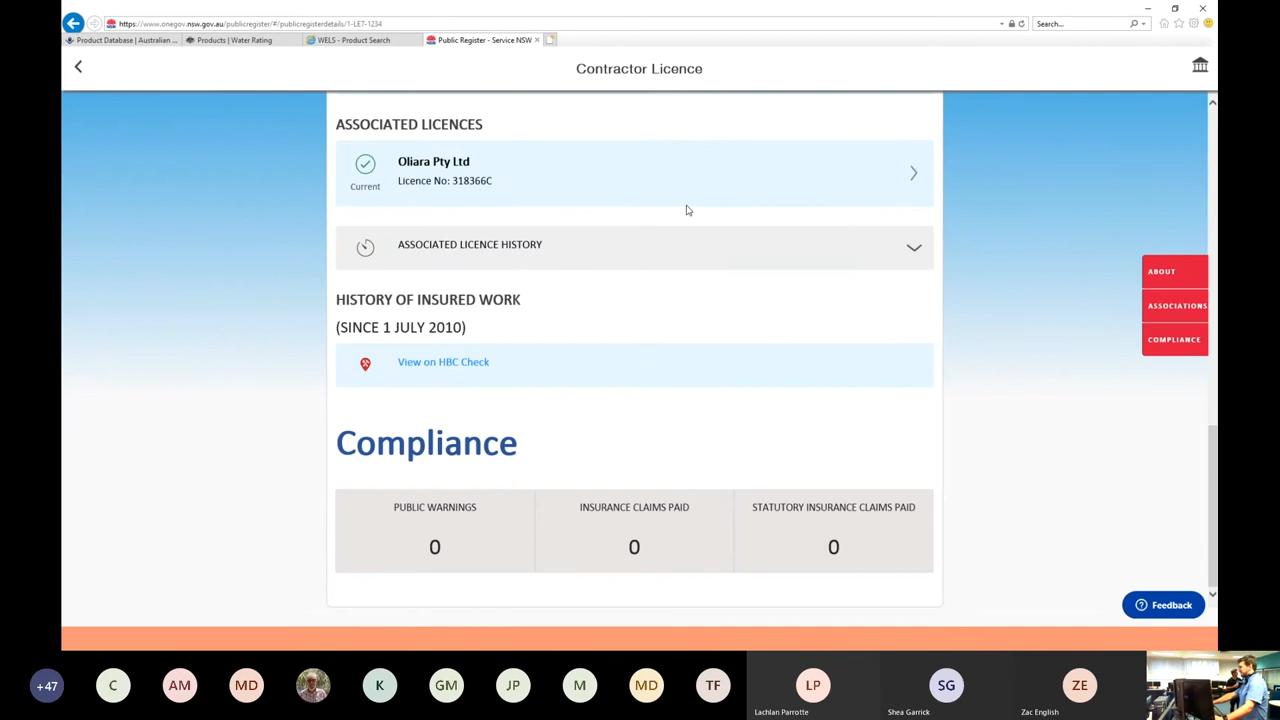 https://www.onegov.nsw.gov.au/publicregister/#/publicregisterdetails/1-LE7-1234
Search...
Product Database | Australian ...
Products | Water Rating
WELS - Product Search
Public Register - Service NSW
Contractor Licence
ASSOCIATED LICENCES
Oliara Pty Ltd
Licence No: 318366C
Current
ASSOCIATED LICENCE HISTORY
ABOUT
ASSOCIATIONS
COMPLIANCE
HISTORY OF INSURED WORK
(SINCE 1 JULY 2010)
View on HBC Check
Compliance
PUBLIC WARNINGS
0
INSURANCE CLAIMS PAID
0
STATUTORY INSURANCE CLAIMS PAID
0
Feedback
+47
C
AM
MD
K
GM
JP
M
MD
TF
LP
Lachlan Parrotte
SG
Shea Garrick
ZE
Zac English